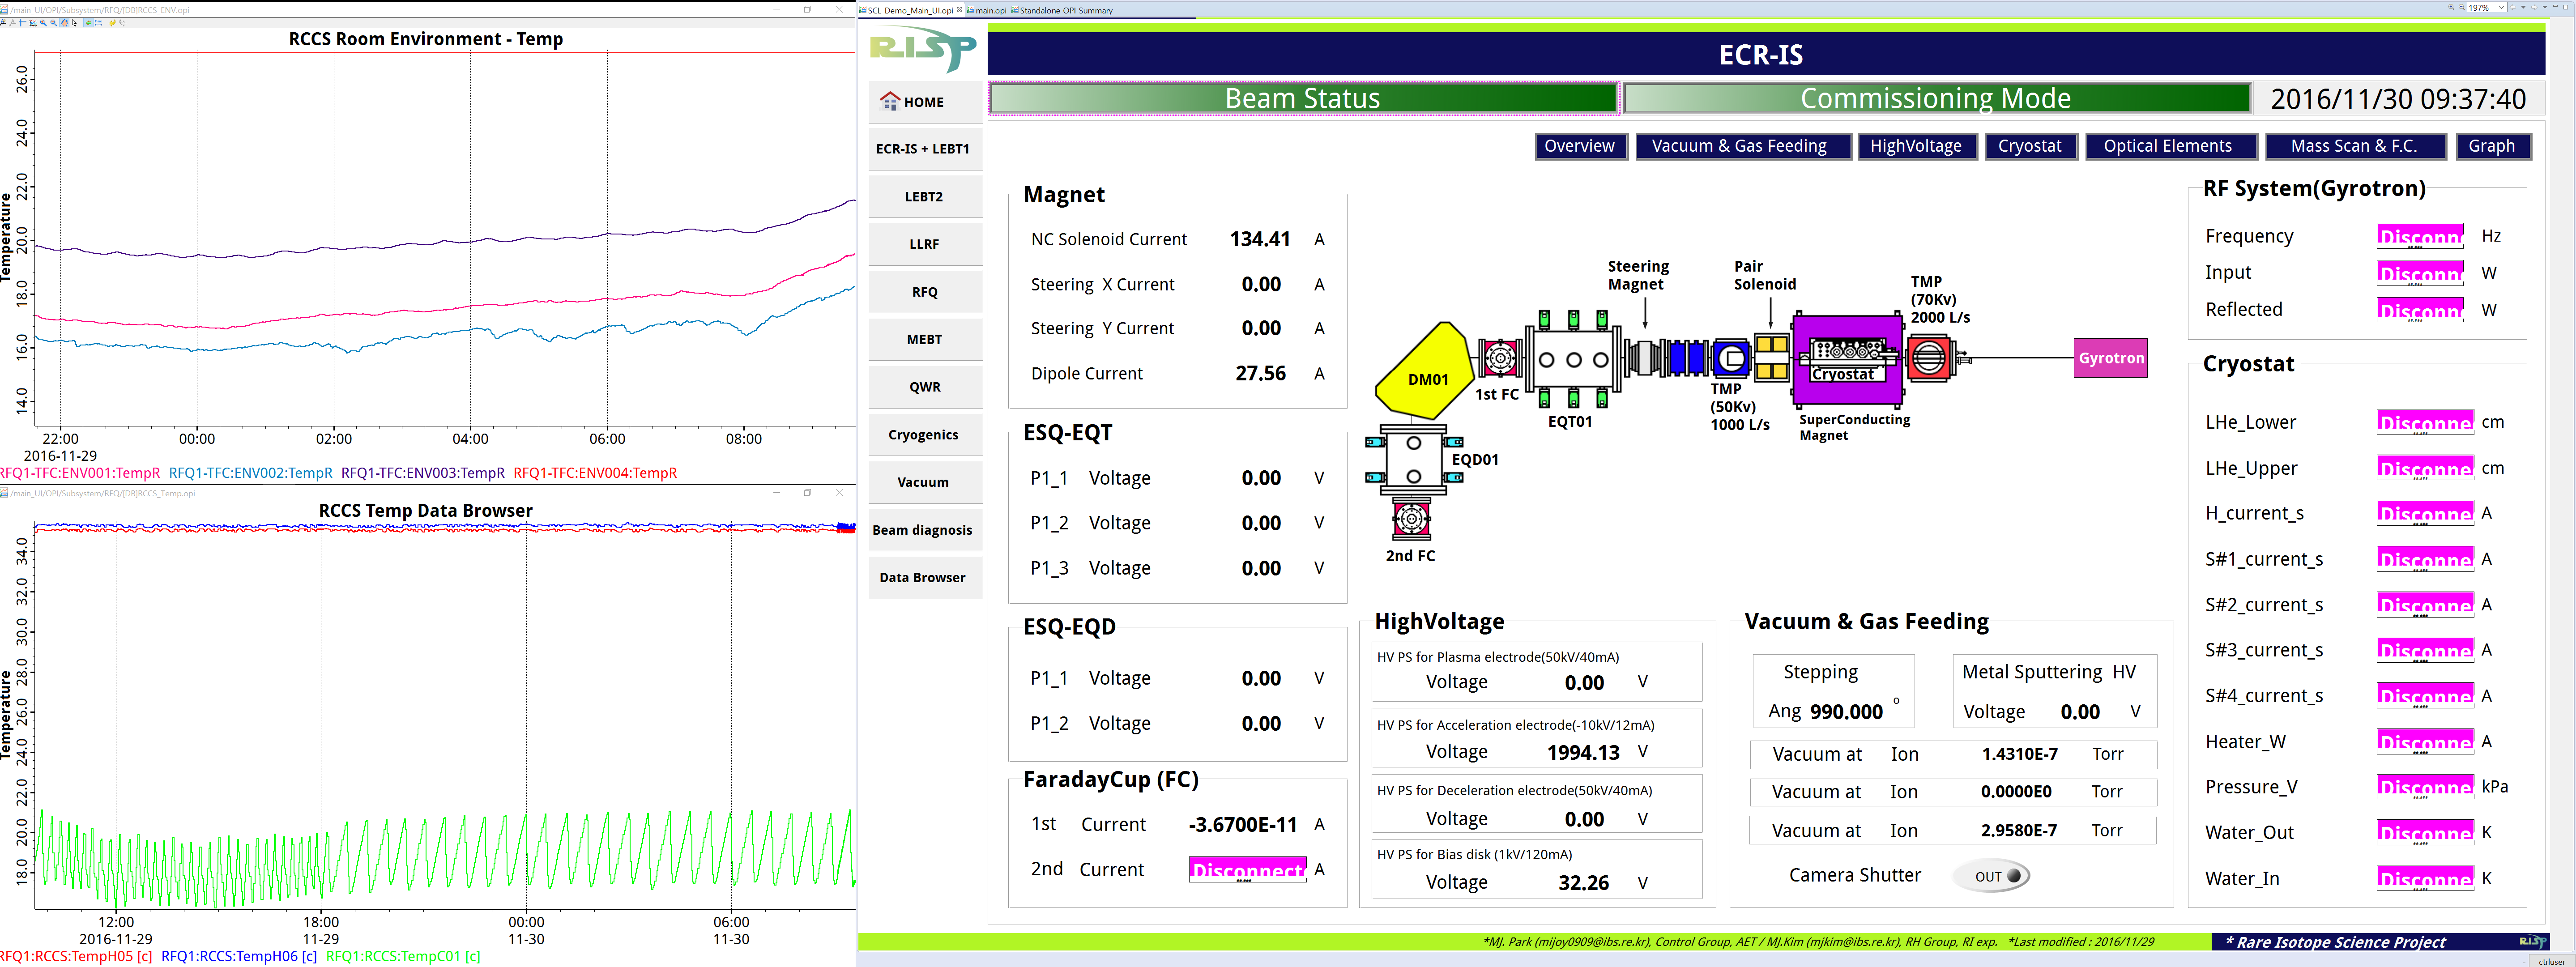 /main_UI/OPI/Subsystem/RFQ/[DB]RCCS_ENV.opi
RCCS Room Environment - Temp
Temperature
26.0
24.0
22.0
20.0
18.0
16.0
14.0
22:00 00:00 02:00 04:00 06:00 08:00
2016-11-29
RFQ1-TFC:ENV001:TempR RFQ1-TFC:ENV002:TempR RFQ1-TFC:ENV003:TempR RFQ1-TFC:ENV004:TempR
/main_UI/OPI/Subsystem/RFQ/[DB]RCCS_Temp.opi
RCCS Temp Data Browser
Temperature
34.0
32.0
30.0
28.0
26.0
24.0
22.0
20.0
18.0
12:00 18:00 00:00 06:00
2016-11-29 11-29 11-30 11-30
RFQ1:RCCS:TempH05 [c] RFQ1:RCCS:TempH06 [c] RFQ1:RCCS:TempC01 [c]
SCL-Demo_Main_UI.opi main.opi Standalone OPI Summary
197%
RISP
ECR-IS
Beam Status
Commissioning Mode
2016/11/30 09:37:40
HOME
ECR-IS + LEBT1
LEBT2
LLRF
RFQ
MEBT
QWR
Cryogenics
Vacuum
Beam diagnosis
Data Browser
Overview
Vacuum & Gas Feeding
HighVoltage
Cryostat
Optical Elements
Mass Scan & F.C.
Graph
Magnet
NC Solenoid Current 134.41 A
Steering X Current 0.00 A
Steering Y Current 0.00 A
Dipole Current 27.56 A
ESQ-EQT
P1_1 Voltage 0.00 V
P1_2 Voltage 0.00 V
P1_3 Voltage 0.00 V
ESQ-EQD
P1_1 Voltage 0.00 V
P1_2 Voltage 0.00 V
FaradayCup (FC)
1st Current -3.6700E-11 A
2nd Current Disconnect A
DM01
1st FC
EQT01
EQD01
2nd FC
Steering
Magnet
Pair
Solenoid
TMP
(50Kv)
1000 L/s
Cryostat
SuperConducting
Magnet
TMP
(70Kv)
2000 L/s
Gyrotron
HighVoltage
HV PS for Plasma electrode(50kV/40mA)
Voltage 0.00 V
HV PS for Acceleration electrode(-10kV/12mA)
Voltage 1994.13 V
HV PS for Deceleration electrode(50kV/40mA)
Voltage 0.00 V
HV PS for Bias disk (1kV/120mA)
Voltage 32.26 V
Vacuum & Gas Feeding
Stepping
Ang 990.000 o
Metal Sputtering HV
Voltage 0.00 V
Vacuum at Ion 1.4310E-7 Torr
Vacuum at Ion 0.0000E0 Torr
Vacuum at Ion 2.9580E-7 Torr
Camera Shutter OUT
RF System(Gyrotron)
Frequency Disconne Hz
Input Disconne W
Reflected Disconne W
Cryostat
LHe_Lower Disconne cm
LHe_Upper Disconne cm
H_current_s Disconne A
S#1_current_s Disconne A
S#2_current_s Disconne A
S#3_current_s Disconne A
S#4_current_s Disconne A
Heater_W Disconne A
Pressure_V Disconne kPa
Water_Out Disconne K
Water_In Disconne K
*MJ. Park (mijoy0909@ibs.re.kr), Control Group, AET / MJ.Kim (mjkim@ibs.re.kr), RH Group, RI exp. *Last modified : 2016/11/29
* Rare Isotope Science Project
RISP
ctrluser